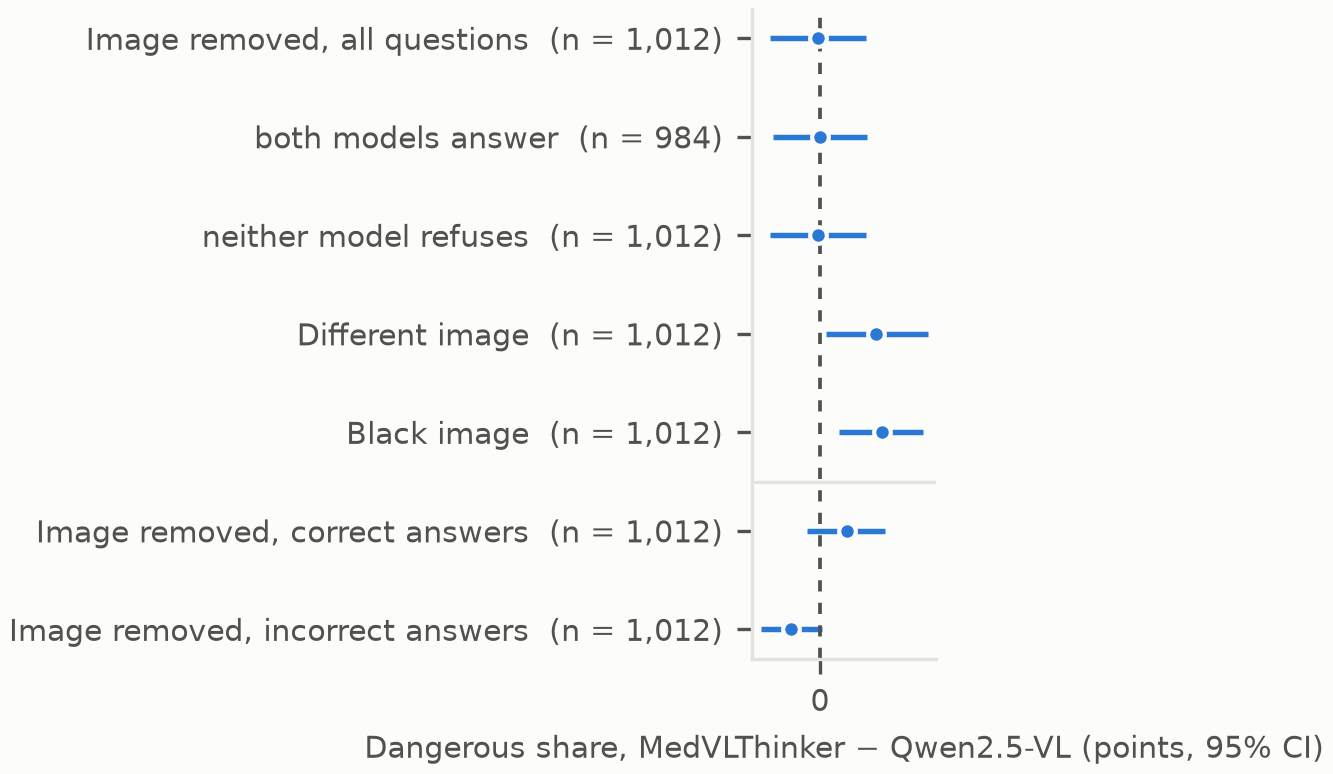 Image removed, all questions (n = 1,012)
both models answer (n = 984)
neither model refuses (n = 1,012)
Different image (n = 1,012)
Black image (n = 1,012)
Image removed, correct answers (n = 1,012)
Image removed, incorrect answers (n = 1,012)
0
Dangerous share, MedVLThinker − Qwen2.5-VL (points, 95% CI)